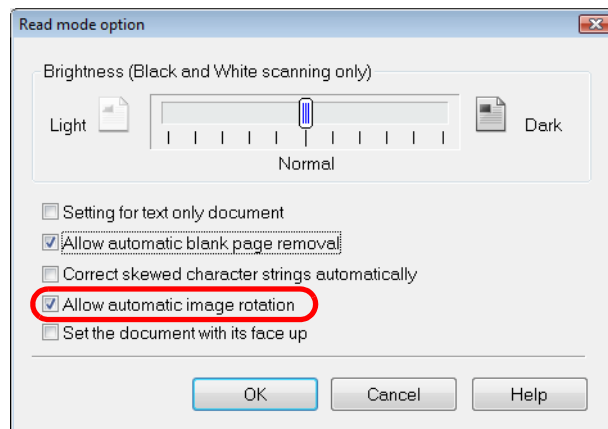 Read mode option
Brightness (Black and White scanning only)
Light
Dark
Normal
Setting for text only document
Allow automatic blank page removal
Correct skewed character strings automatically
Allow automatic image rotation
Set the document with its face up
OK Cancel Help